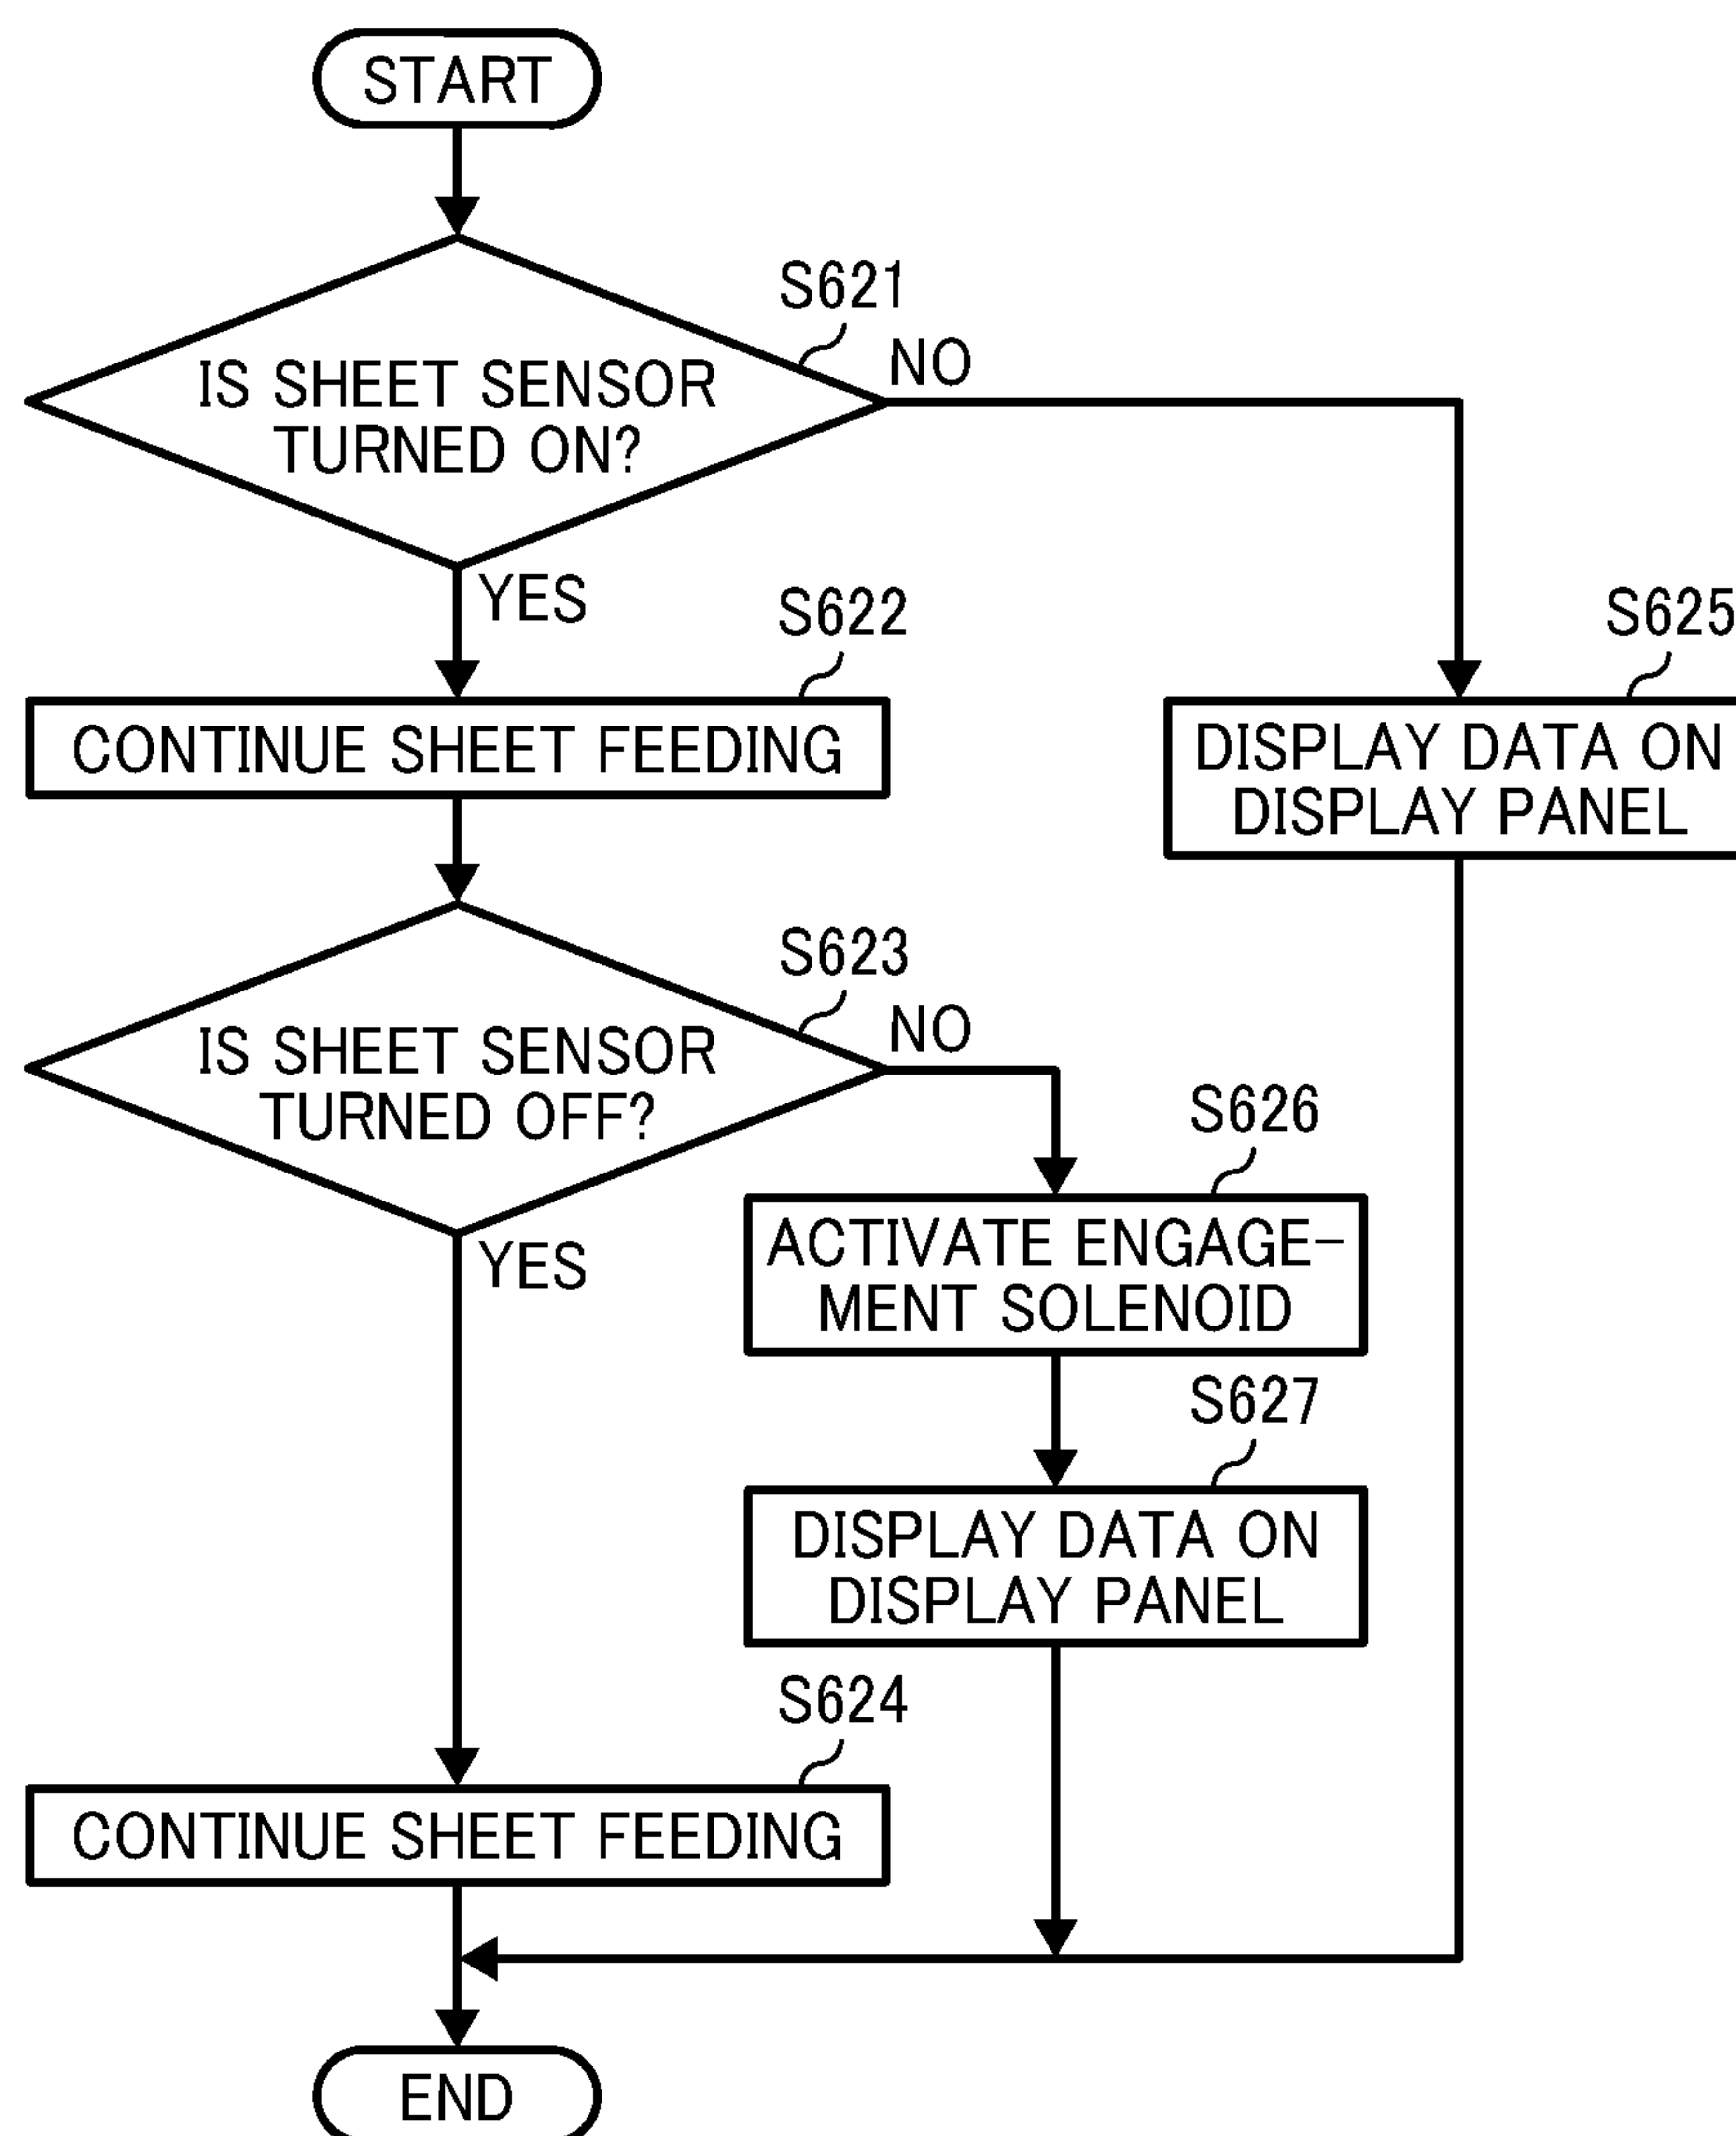 START
S621
NO
IS SHEET SENSOR
TURNED ON?
YES
S622
S625
CONTINUE SHEET FEEDING
DISPLAY DATA ON
DISPLAY PANEL
S623
NO
IS SHEET SENSOR
TURNED OFF?
YES
S626
ACTIVATE ENGAGE-
MENT SOLENOID
S627
DISPLAY DATA ON
DISPLAY PANEL
S624
CONTINUE SHEET FEEDING
END